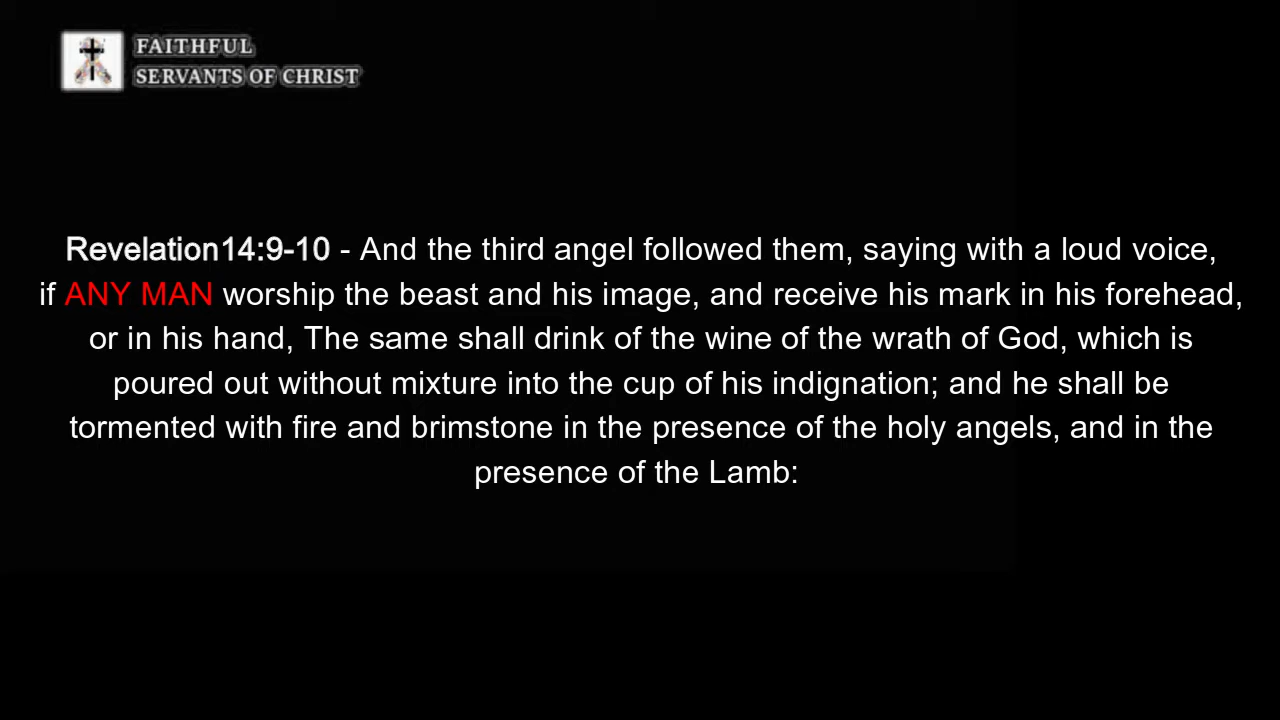 FAITHFUL
SERVANTS OF CHRIST
Revelation14:9-10 - And the third angel followed them, saying with a loud voice,
if ANY MAN worship the beast and his image, and receive his mark in his forehead,
or in his hand, The same shall drink of the wine of the wrath of God, which is
poured out without mixture into the cup of his indignation; and he shall be
tormented with fire and brimstone in the presence of the holy angels, and in the
presence of the Lamb: